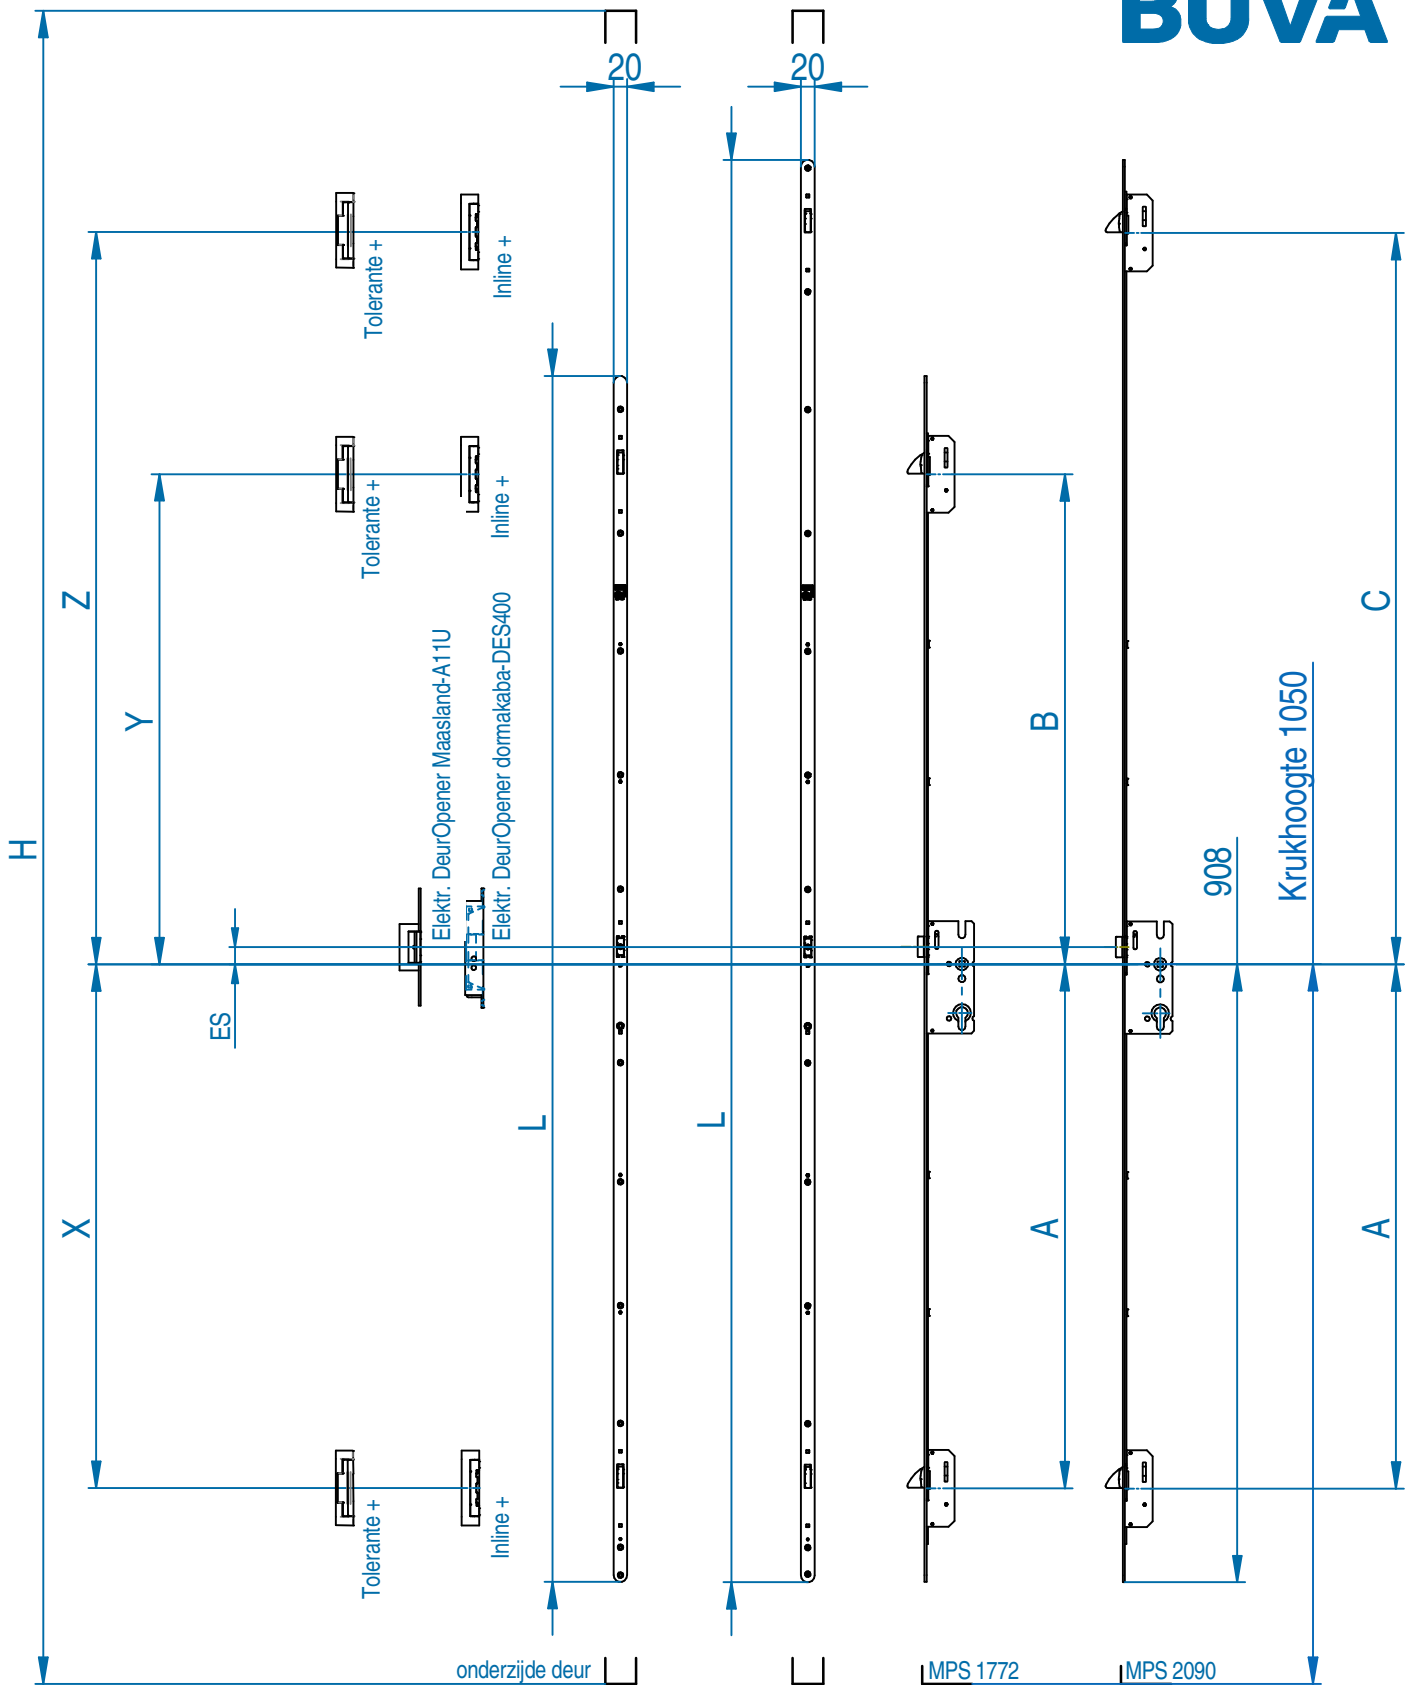 BUVA
20
20
Tolerante +
Inline +
Tolerante +
Inline +
Z
Y
H
Elektr. DeurOpener Maasland-A11U
Elektr. DeurOpener dormakaba-DES400
B
C
Krukhoogte 1050
908
ES
L
L
X
A
A
Tolerante +
Inline +
onderzijde deur
MPS 1772
MPS 2090